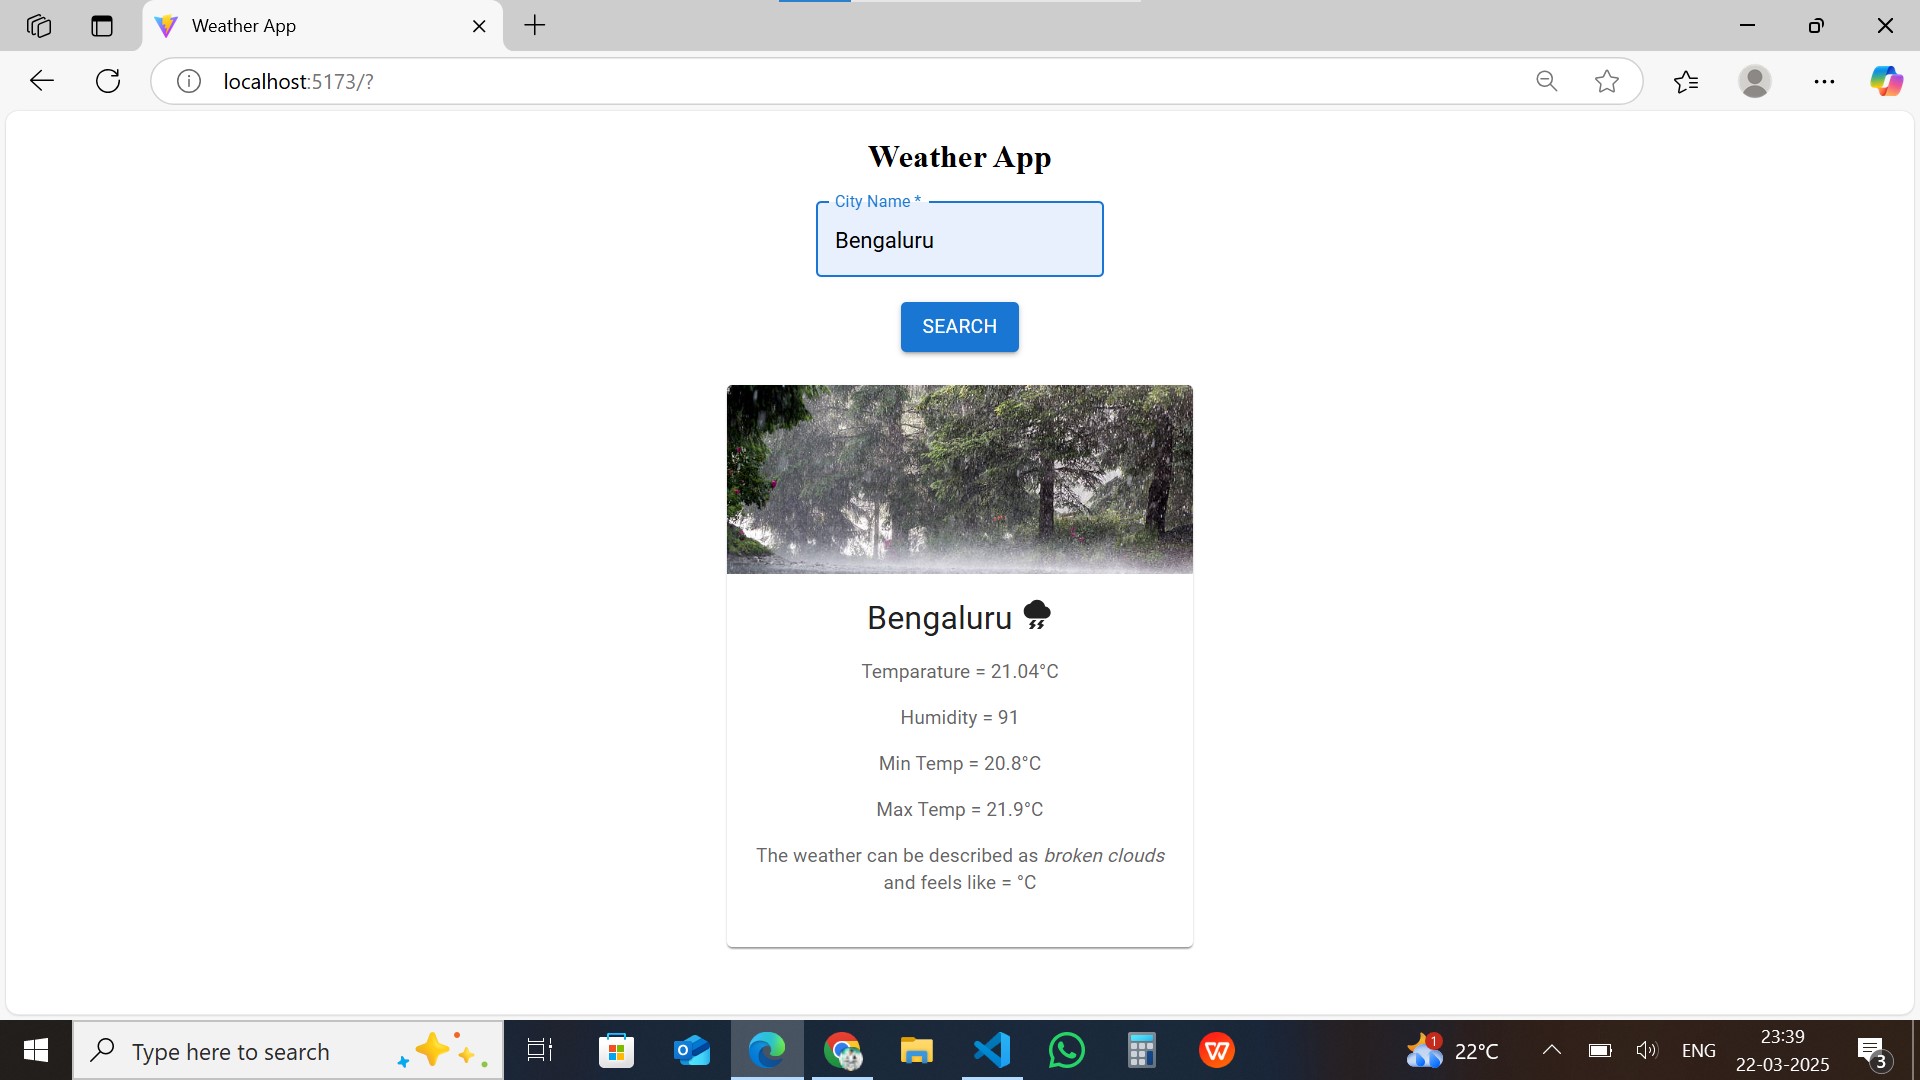 Weather App
localhost:5173/?
Weather App
City Name *
Bengaluru
SEARCH
Bengaluru
Temparature = 21.04°C
Humidity = 91
Min Temp = 20.8°C
Max Temp = 21.9°C
The weather can be described as broken clouds
and feels like = °C
Type here to search
1
22°C
ENG
23:39
22-03-2025
3